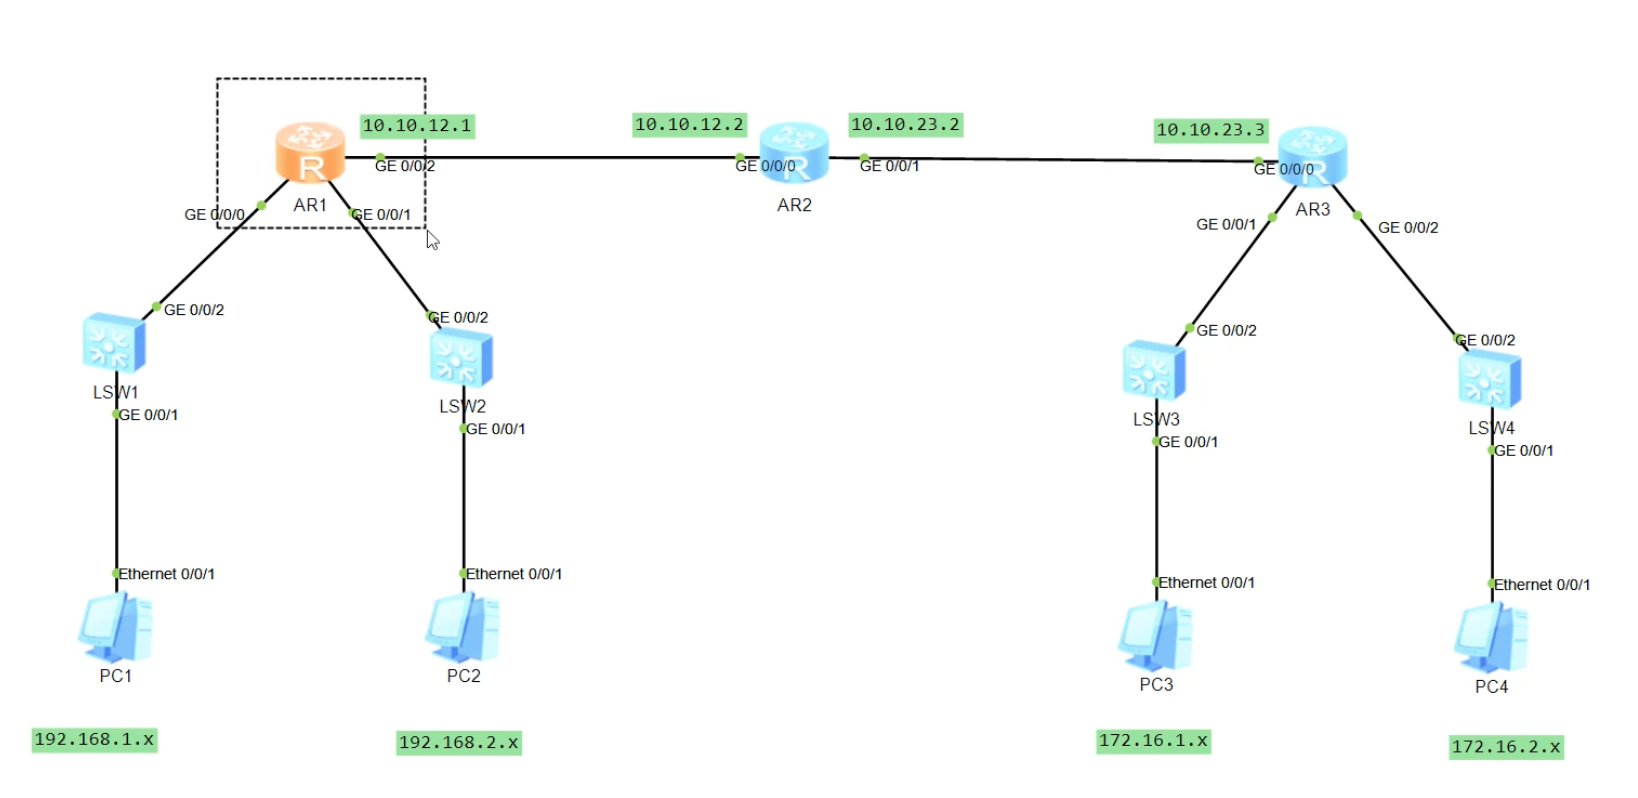 10.10.12.1
10.10.12.2
10.10.23.2
10.10.23.3
GE 0/0/2
GE 0/0/0
GE 0/0/1
GE 0/0/0
R
R
R
AR1
AR2
AR3
GE 0/0/0
GE 0/0/1
GE 0/0/1
GE 0/0/2
GE 0/0/2
GE 0/0/2
GE 0/0/2
GE 0/0/2
LSW1
LSW2
LSW3
LSW4
GE 0/0/1
GE 0/0/1
GE 0/0/1
GE 0/0/1
Ethernet 0/0/1
Ethernet 0/0/1
Ethernet 0/0/1
Ethernet 0/0/1
PC1
PC2
PC3
PC4
192.168.1.x
192.168.2.x
172.16.1.x
172.16.2.x